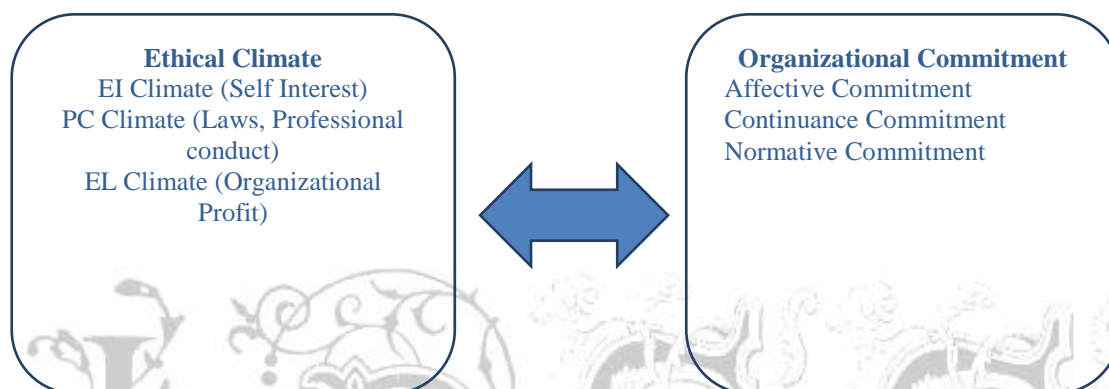 Ethical Climate
EI Climate (Self Interest)
PC Climate (Laws, Professional
conduct)
EL Climate (Organizational
Profit)
Organizational Commitment
Affective Commitment
Continuance Commitment
Normative Commitment